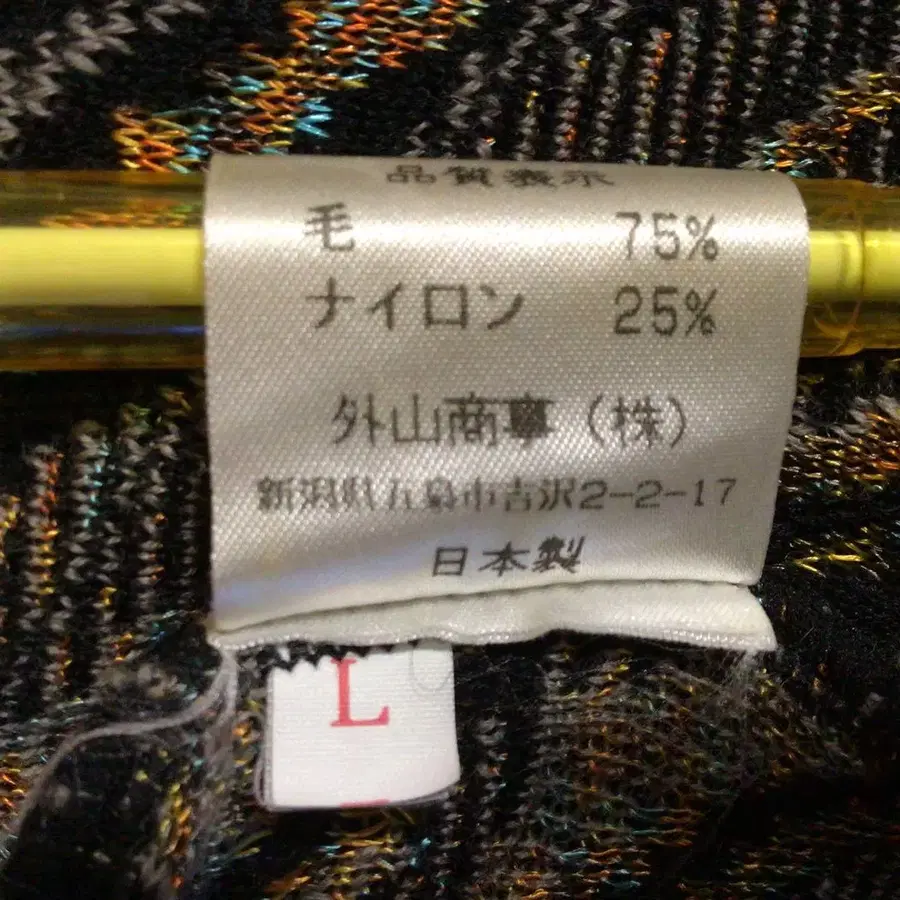 品質表示
毛 75%
ナイロン 25%
外山商事（株）
新潟県五泉市吉沢2-2-17
日本製
L